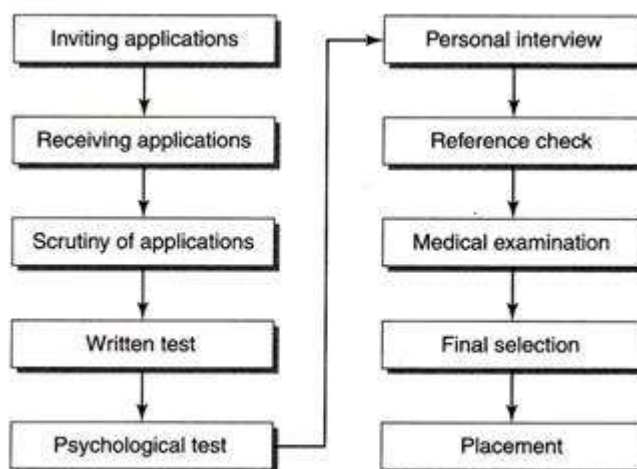 Inviting applications
Receiving applications
Scrutiny of applications
Written test
Psychological test
Personal interview
Reference check
Medical examination
Final selection
Placement